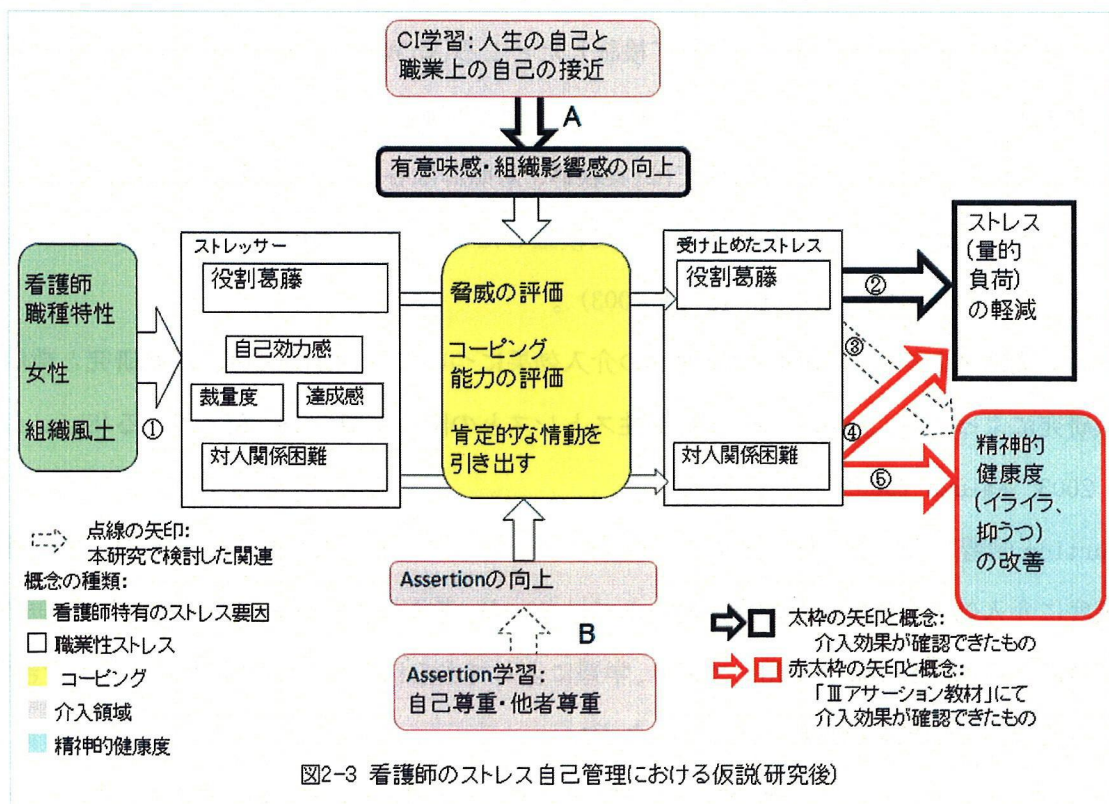 CI学習:人生の自己と
職業上の自己の接近
A
有意味感・組織影響感の向上
看護師
職種特性
女性
組織風土
①
ストレッサー
役割葛藤
自己効力感
裁量度
達成感
対人関係困難
脅威の評価
コーピング
能力の評価
肯定的な情動を
引き出す
受け止めたストレス
役割葛藤
対人関係困難
②
③
④
⑤
ストレス
(量的
負荷)
の軽減
精神的
健康度
(イライラ、
抑うつ)
の改善
Assertionの向上
B
Assertion学習:
自己尊重・他者尊重
点線の矢印:
本研究で検討した関連
概念の種類:
看護師特有のストレス要因
職業性ストレス
コーピング
介入領域
精神的健康度
太枠の矢印と概念:
介入効果が確認できたもの
赤太枠の矢印と概念:
「Ⅲアサーション教材」にて
介入効果が確認できたもの
図2-3 看護師のストレス自己管理における仮説(研究後)